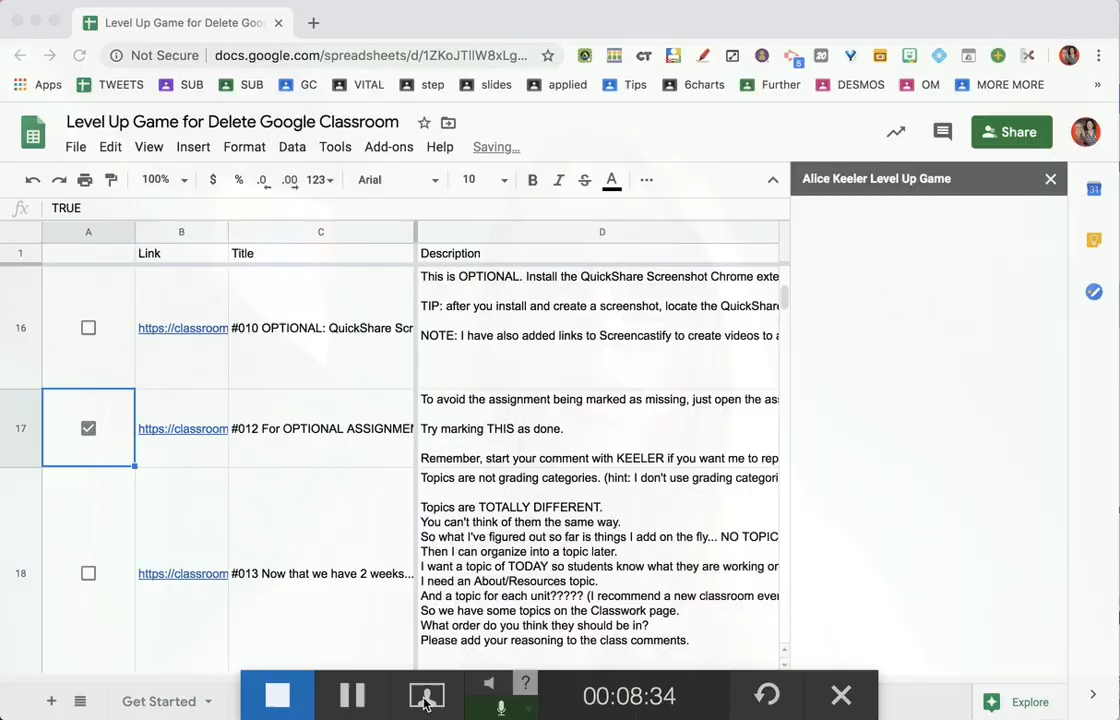 Level Up Game for Delete Goo
Not Secure docs.google.com/spreadsheets/d/1ZKoJTlIW8xLg...
CT 20 5
Apps TWEETS SUB SUB GC VITAL step slides applied Tips 6charts Further DESMOS OM MORE MORE »
Level Up Game for Delete Google Classroom
Share
File Edit View Insert Format Data Tools Add-ons Help Saving...
100% $ % .0 .00 123 Arial 10 B I S A
Alice Keeler Level Up Game
31
fx TRUE
A B C D
1 Link Title Description
This is OPTIONAL. Install the QuickShare Screenshot Chrome exte
TIP: after you install and create a screenshot, locate the QuickShar
16 https://classroom #010 OPTIONAL: QuickShare Scr
NOTE: I have also added links to Screencastify to create videos to a
To avoid the assignment being marked as missing, just open the as
17 https://classroom #012 For OPTIONAL ASSIGNMEN Try marking THIS as done.
Remember, start your comment with KEELER if you want me to rep
Topics are not grading categories. (hint: I don't use grading categori
Topics are TOTALLY DIFFERENT.
You can't think of them the same way.
So what I've figured out so far is things I add on the fly... NO TOPIC
Then I can organize into a topic later.
I want a topic of TODAY so students know what they are working or
18 https://classroom #013 Now that we have 2 weeks... I need an About/Resources topic.
And a topic for each unit????? (I recommend a new classroom ever
So we have some topics on the Classwork page.
What order do you think they should be in?
Please add your reasoning to the class comments.
Get Started
?
00:08:34
Explore